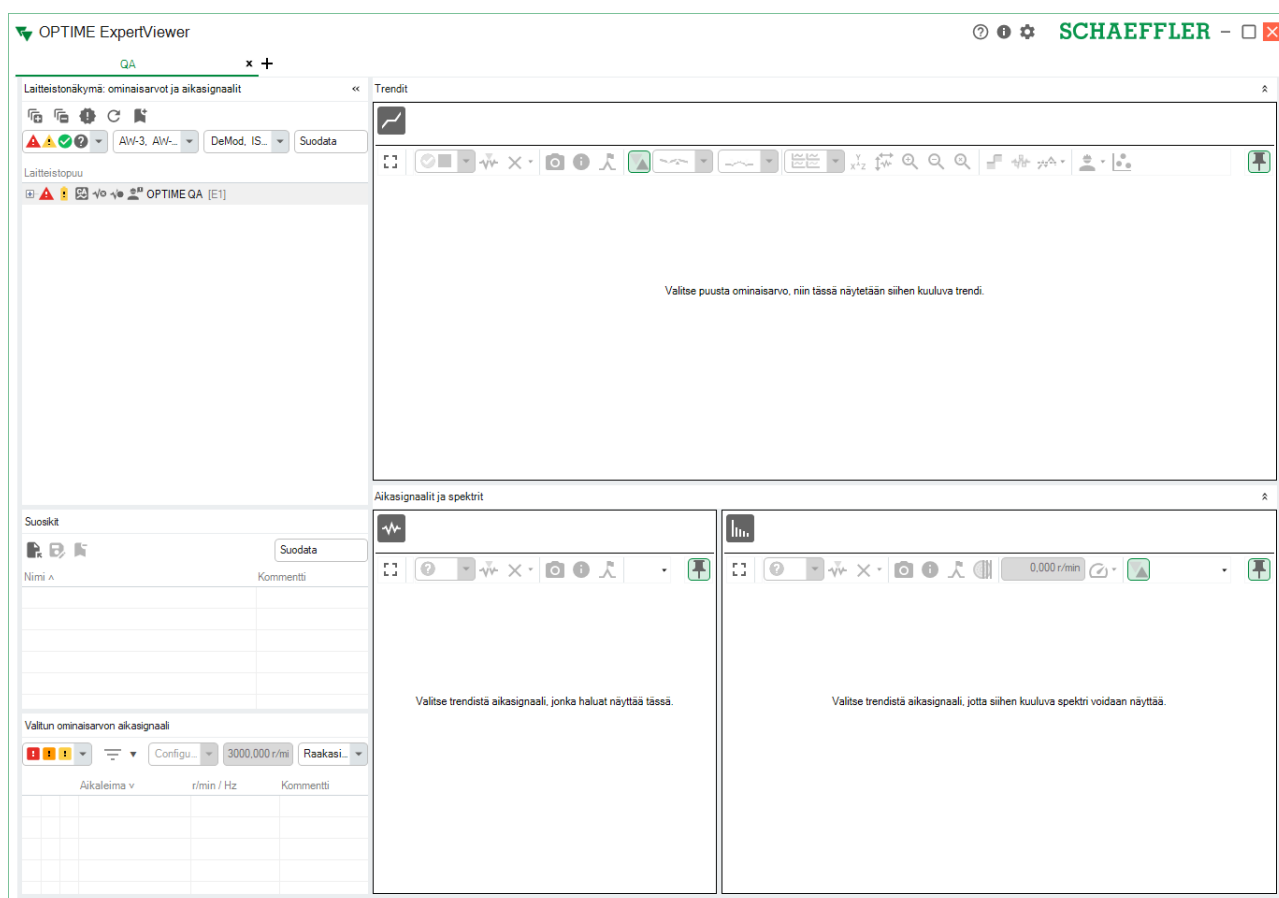 OPTIME ExpertViewer
SCHAEFFLER
QA
Laitteistonäkymä: ominaisarvot ja aikasignaalit
Trendit
AW-3, AW-...
DeMod, IS...
Suodata
Laitteistopuu
OPTIME QA [E1]
Valitse puusta ominaisarvo, niin tässä näytetään siihen kuuluva trendi.
Aikasignaalit ja spektrit
Suosikit
Suodata
Nimi
Kommentti
0,000 r/min
Valitse trendistä aikasignaali, jonka haluat näyttää tässä.
Valitse trendistä aikasignaali, jotta siihen kuuluva spektri voidaan näyttää.
Valitun ominaisarvon aikasignaali
Configu...
3000,000 r/mi
Raakasi...
Aikaleima
r/min / Hz
Kommentti